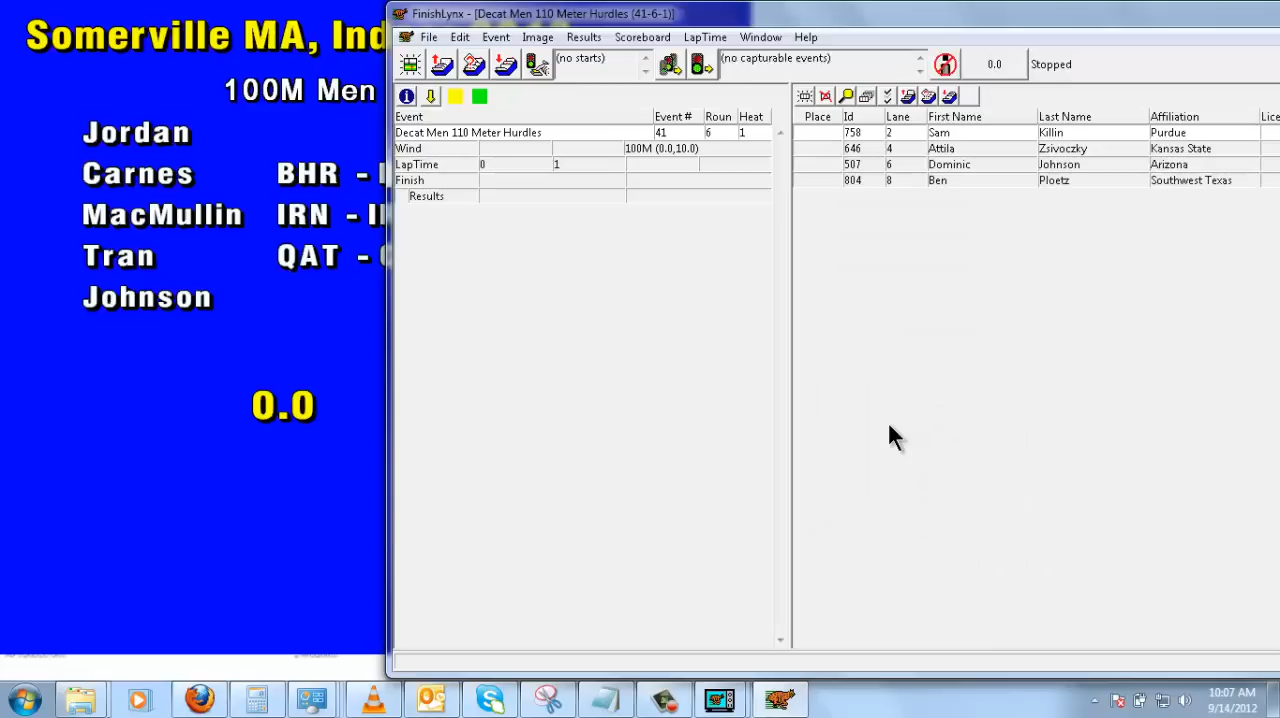 Somerville MA, Ind
100M Men
Jordan
Carnes BHR -
MacMullin IRN - I
Tran QAT -
Johnson
0.0
FinishLynx - [Decat Men 110 Meter Hurdles (41-6-1)]
File Edit Event Image Results Scoreboard LapTime Window Help
(no starts) (no capturable events) 0.0 Stopped
Event Event # Roun Heat
Decat Men 110 Meter Hurdles 41 6 1
Wind 100M (0.0,10.0)
LapTime 0 1
Finish
Results
Place Id Lane First Name Last Name Affiliation Lice
758 2 Sam Killin Purdue
646 4 Attila Zsivoczky Kansas State
507 6 Dominic Johnson Arizona
804 8 Ben Ploetz Southwest Texas
10:07 AM
9/14/2012